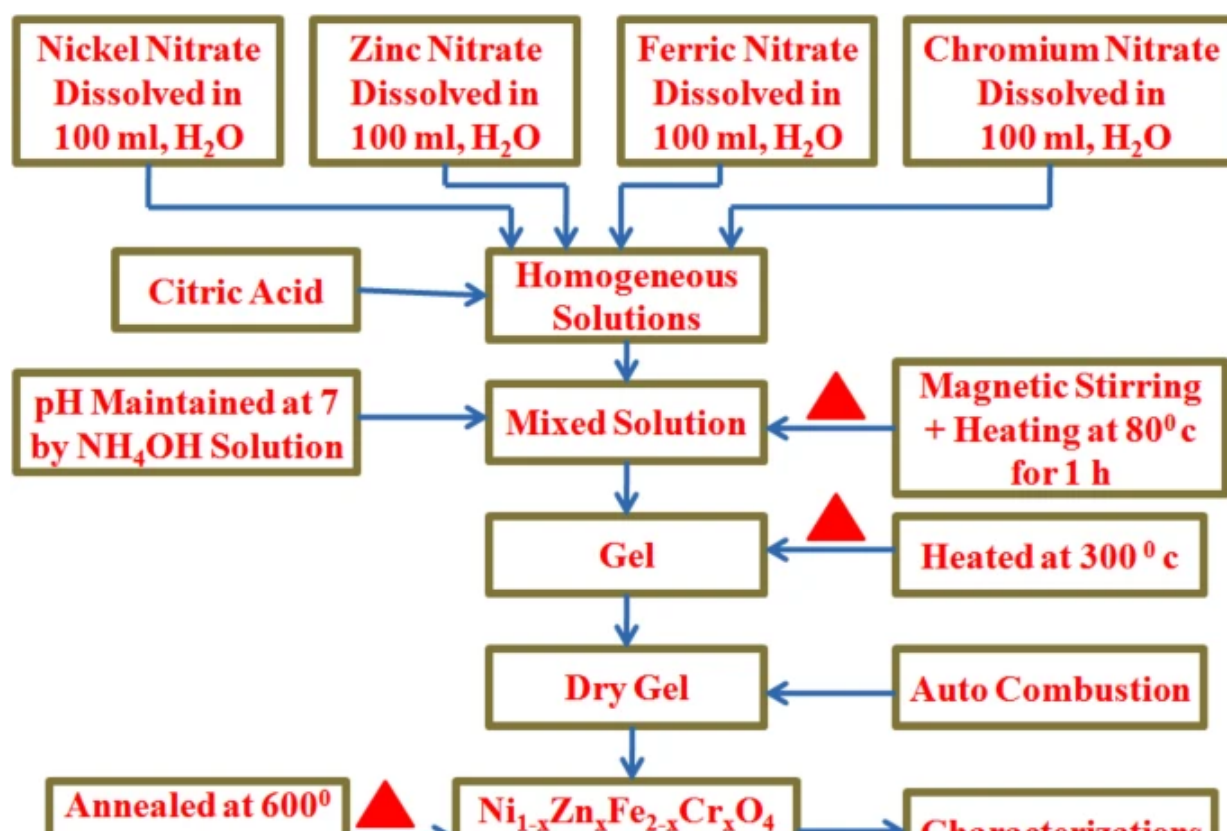 Nickel Nitrate
Dissolved in
100 ml, H₂O
Zinc Nitrate
Dissolved in
100 ml, H₂O
Ferric Nitrate
Dissolved in
100 ml, H₂O
Chromium Nitrate
Dissolved in
100 ml, H₂O
Citric Acid
Homogeneous
Solutions
pH Maintained at 7
by NH₄OH Solution
Mixed Solution
Magnetic Stirring
+ Heating at 80⁰ c
for 1 h
Gel
Heated at 300 ⁰ c
Dry Gel
Auto Combustion
Annealed at 600⁰
Ni₁₋ₓZnₓFe₂₋ₓCrₓO₄
Characterizations